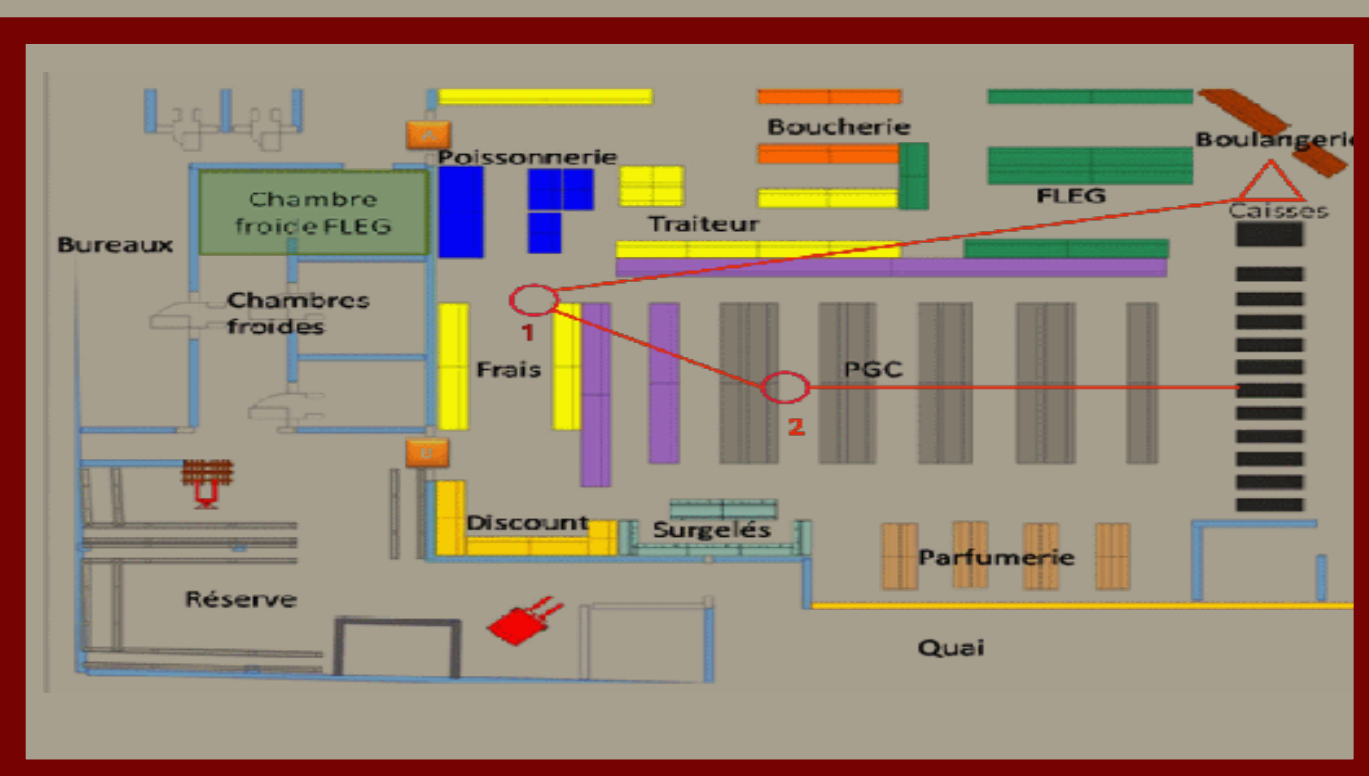 A
Boucherie
Boulangerie
Poissonnerie
Chambre
froide FLEG
FLEG
Caisses
Traiteur
Bureaux
Chambres
froides
1
Frais
PGC
2
B
Discount
Surgelés
Parfumerie
Réserve
Quai